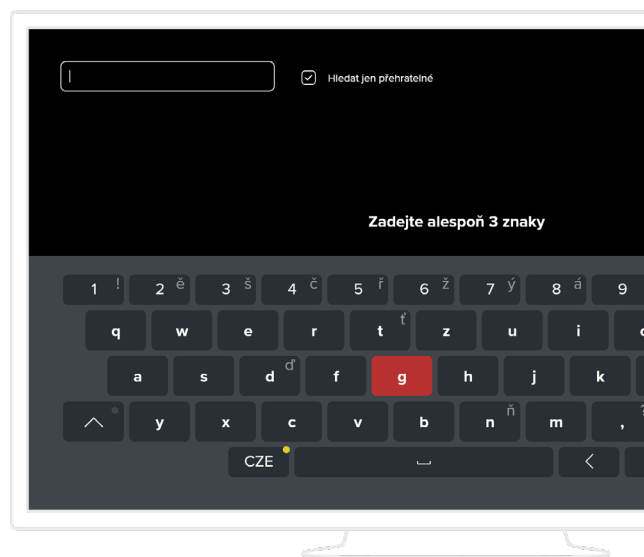 Hledat jen přehratelné
Zadejte alespoň 3 znaky
1 ! 2 ě 3 š 4 č 5 ř 6 ž 7 ý 8 á 9
q w e r t ť z u i
a s d ď f g h j k
y x c v b n ň m , ?
CZE